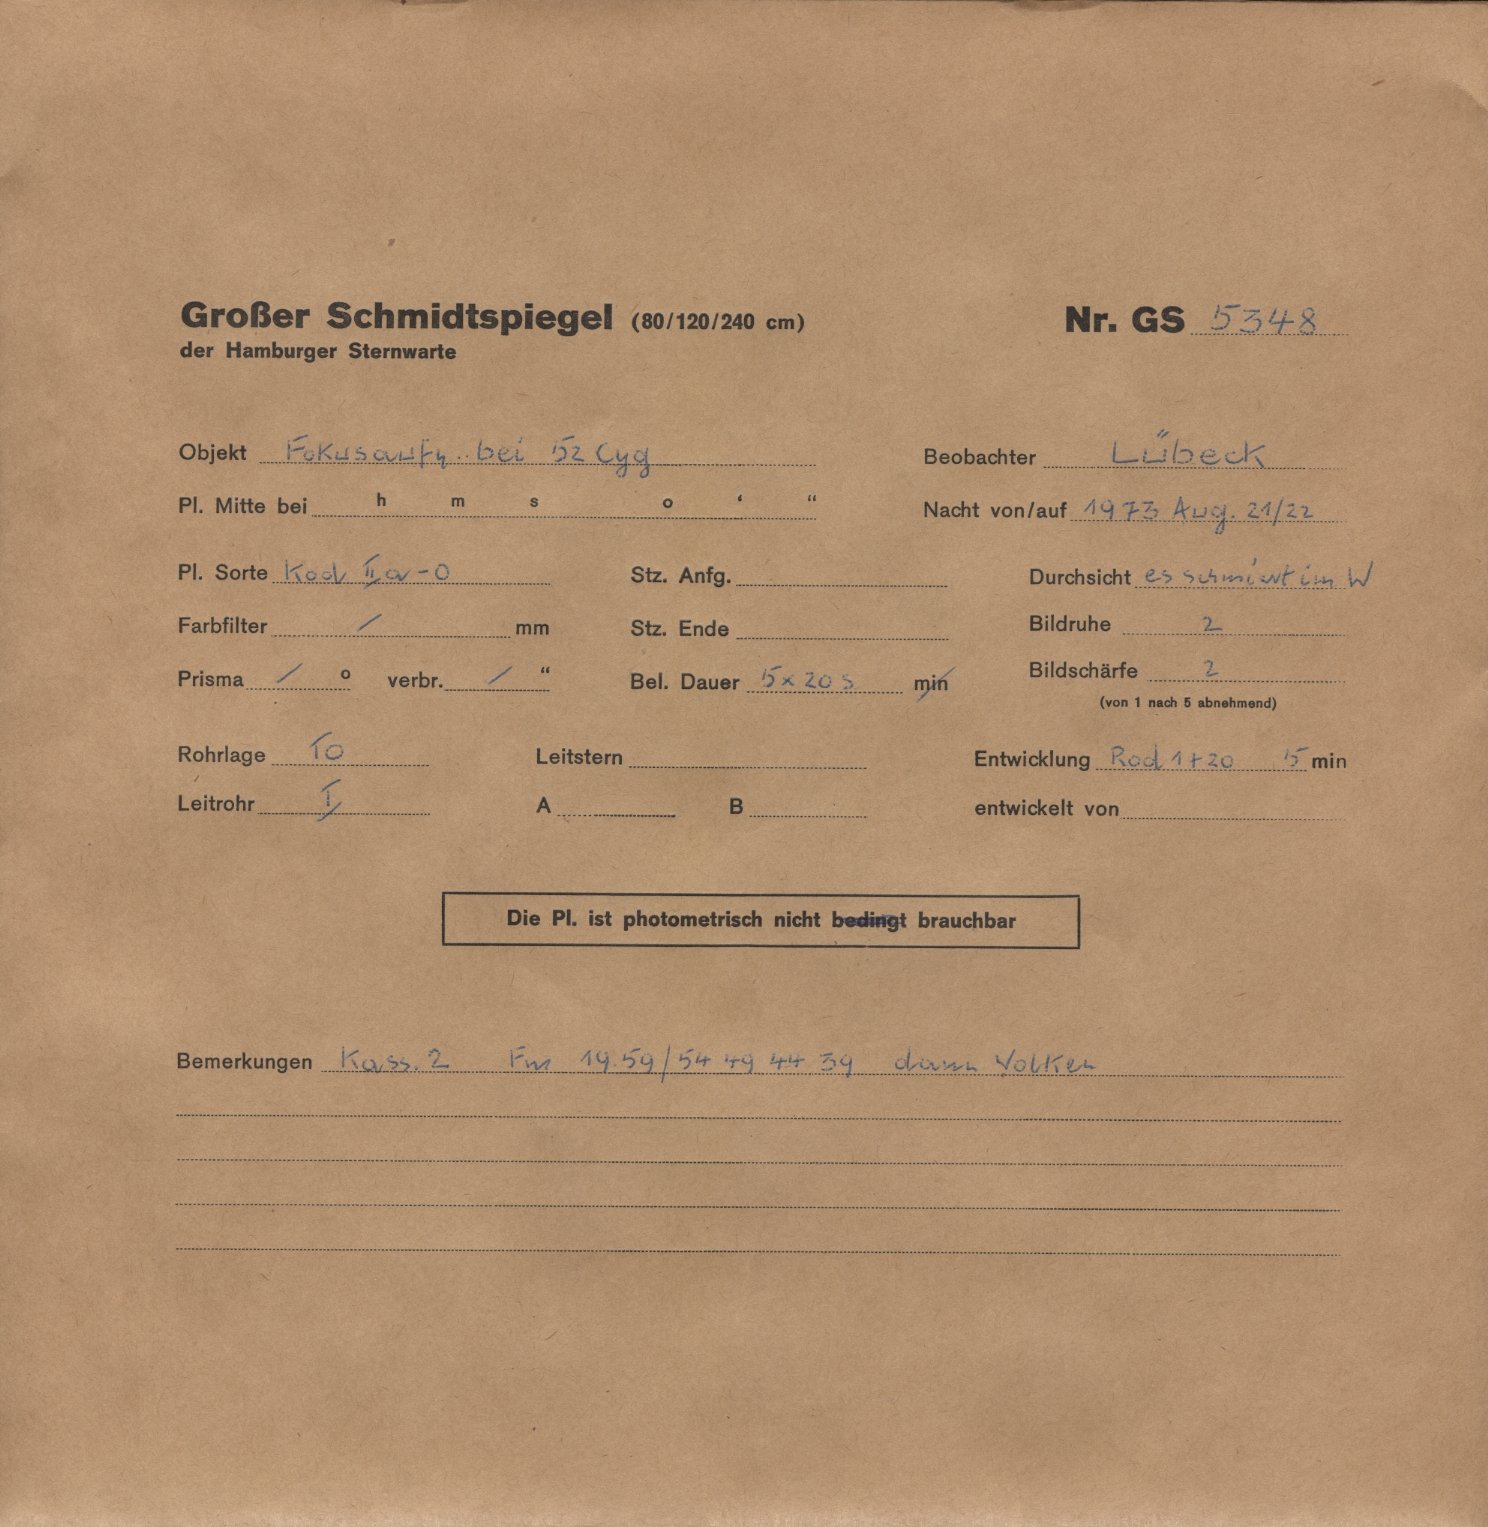 Großer Schmidtspiegel (80/120/240 cm) Nr. GS 5348
der Hamburger Sternwarte
Objekt Fokusaufn. bei 52 Cyg Beobachter Lübeck
Pl. Mitte bei h m s o ‘ “ Nacht von/auf 1973 Aug. 21/22
Pl. Sorte Kod IIa-O Stz. Anfg. Durchsicht es schmiert im W
Farbfilter / mm Stz. Ende Bildruhe 2
Prisma / o verbr. / “ Bel. Dauer 5x20s min Bildschärfe 2
(von 1 nach 5 abnehmend)
Rohrlage TO Leitstern Entwicklung Rod 1+20 15 min
Leitrohr I A B entwickelt von
Die Pl. ist photometrisch nicht bedingt brauchbar
Bemerkungen Kass. 2 Fm 19.59/54 49 44 39 dann Wolken